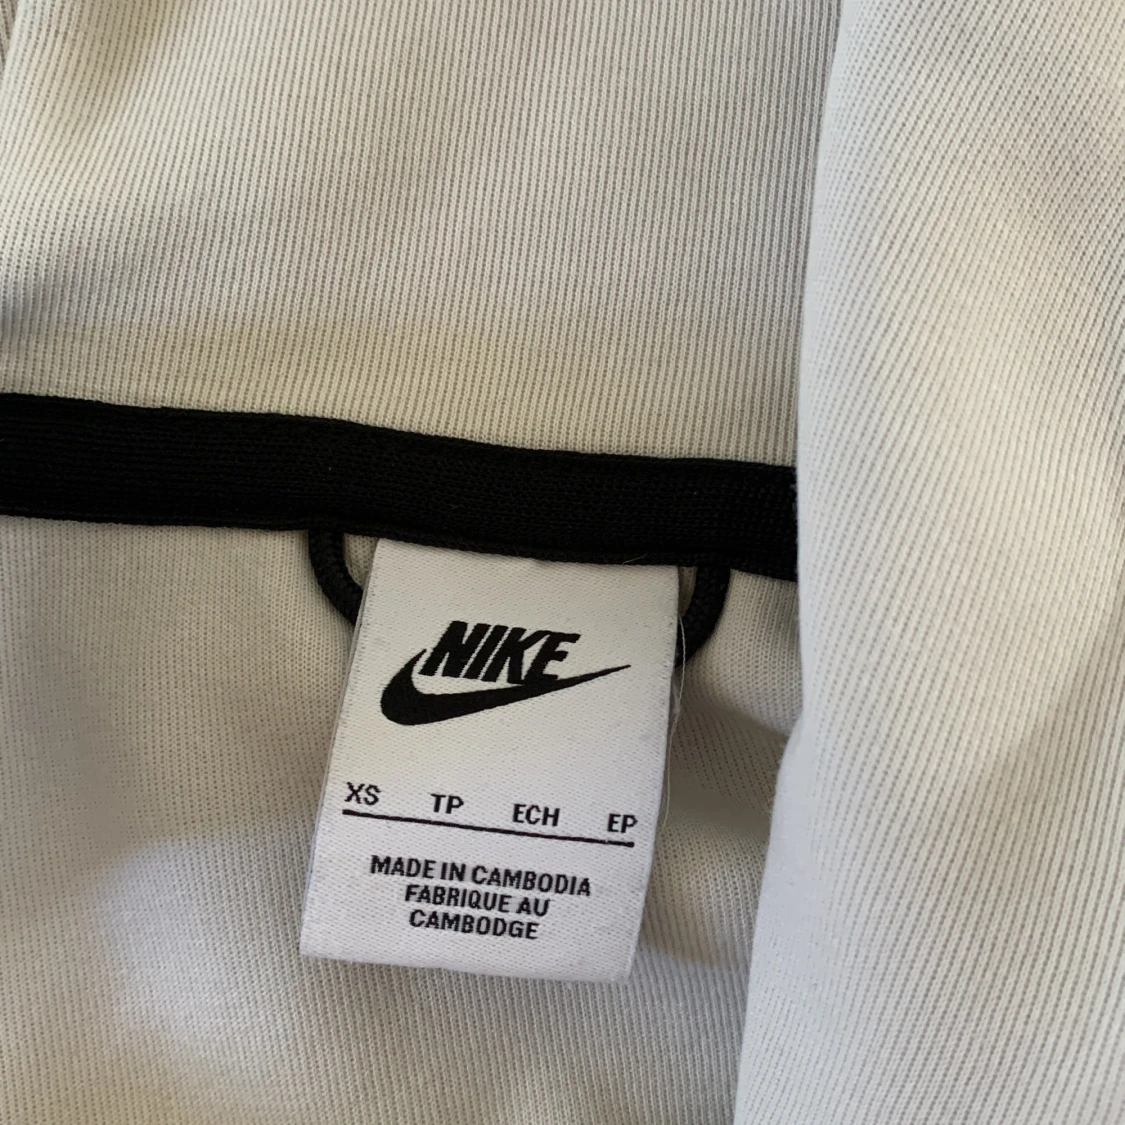 NIKE
XS TP ECH EP
MADE IN CAMBODIA
FABRIQUE AU
CAMBODGE